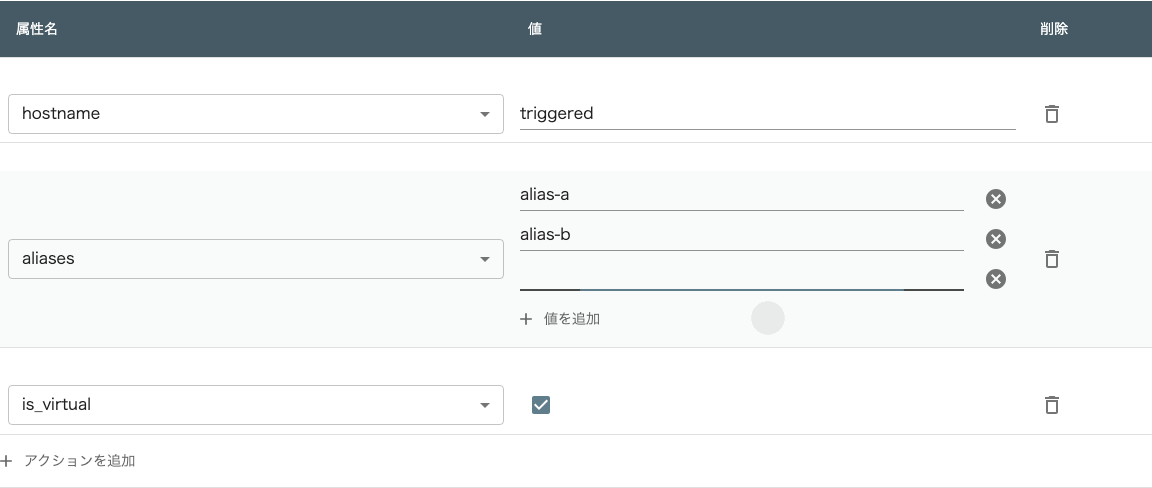 属性名 値 削除
hostname triggered
alias-a
alias-b
aliases
値を追加
is_virtual
アクションを追加